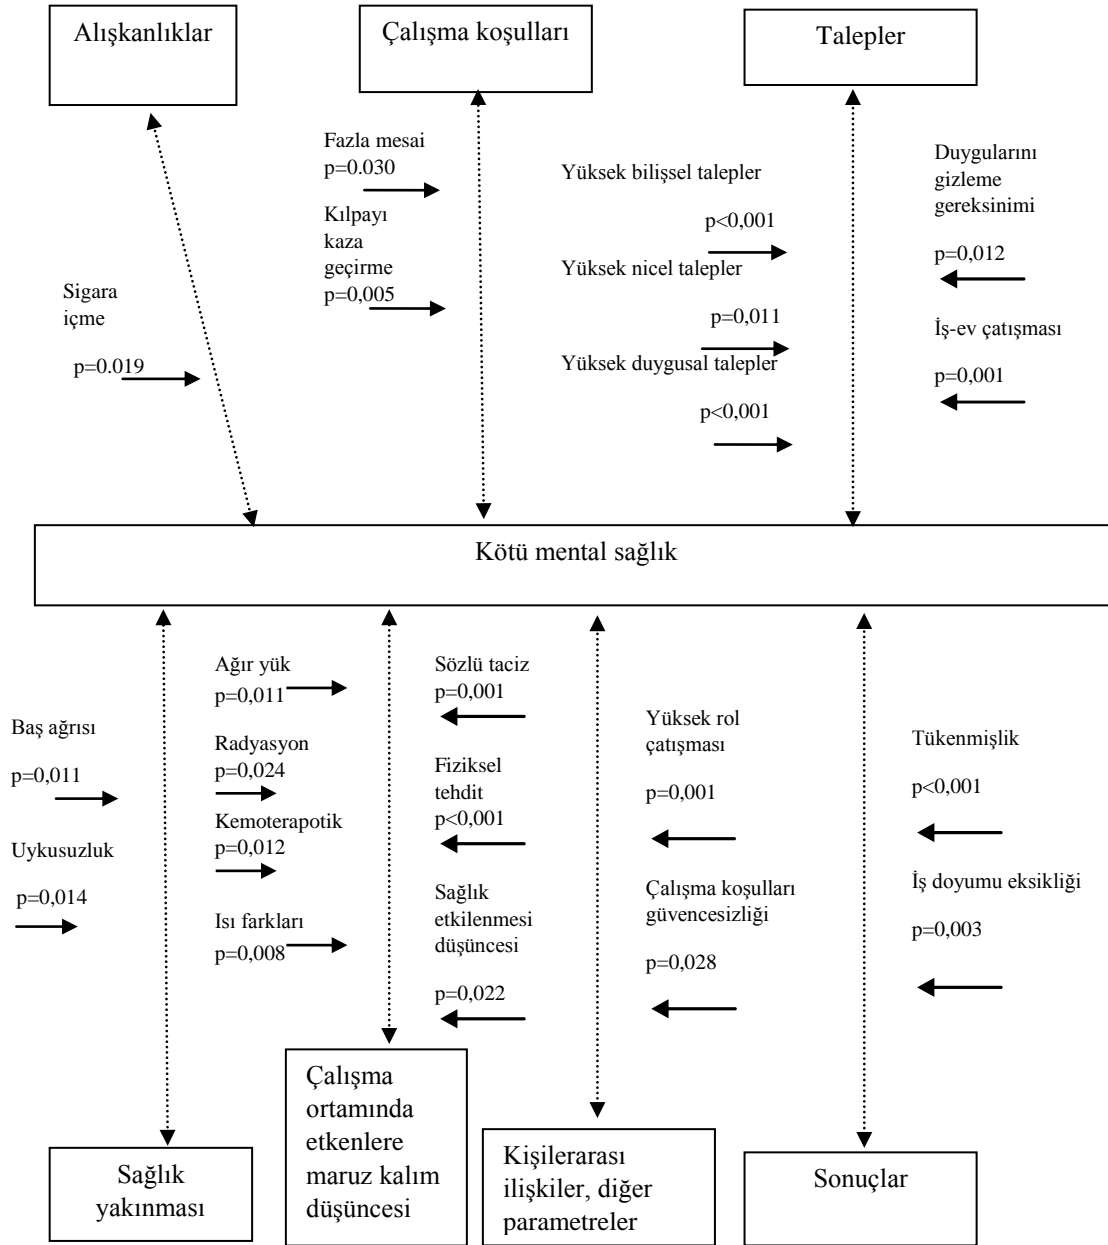 Alışkanlıklar
Çalışma koşulları
Talepler
Fazla mesai
p=0.030
Kılpayı
kaza
geçirme
p=0,005
Yüksek bilişsel talepler
p<0,001
Yüksek nicel talepler
p=0,011
Yüksek duygusal talepler
p<0,001
Duygularını
gizleme
gereksinimi
p=0,012
İş-ev çatışması
p=0,001
Sigara
içme
p=0.019
Kötü mental sağlık
Baş ağrısı
p=0,011
Uykusuzluk
p=0,014
Ağır yük
p=0,011
Radyasyon
p=0,024
Kemoterapotik
p=0,012
Isı farkları
p=0,008
Sözlü taciz
p=0,001
Fiziksel
tehdit
p<0,001
Sağlık
etkilenmesi
düşüncesi
p=0,022
Yüksek rol
çatışması
p=0,001
Çalışma koşulları
güvencesizliği
p=0,028
Tükenmişlik
p<0,001
İş doyumu eksikliği
p=0,003
Sağlık
yakınması
Çalışma
ortamında
etkenlere
maruz kalım
düşüncesi
Kişilerarası
ilişkiler, diğer
parametreler
Sonuçlar